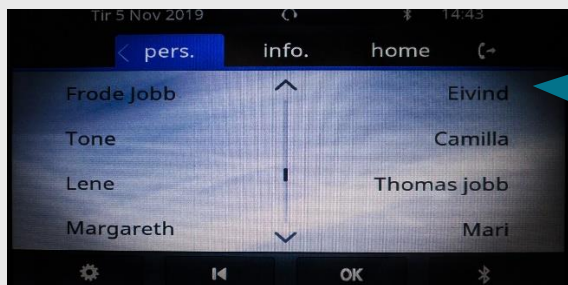 Tir 5 Nov 2019 14:43
pers. info. home
Frode Jobb Eivind
Tone Camilla
Lene Thomas jobb
Margareth Mari
OK